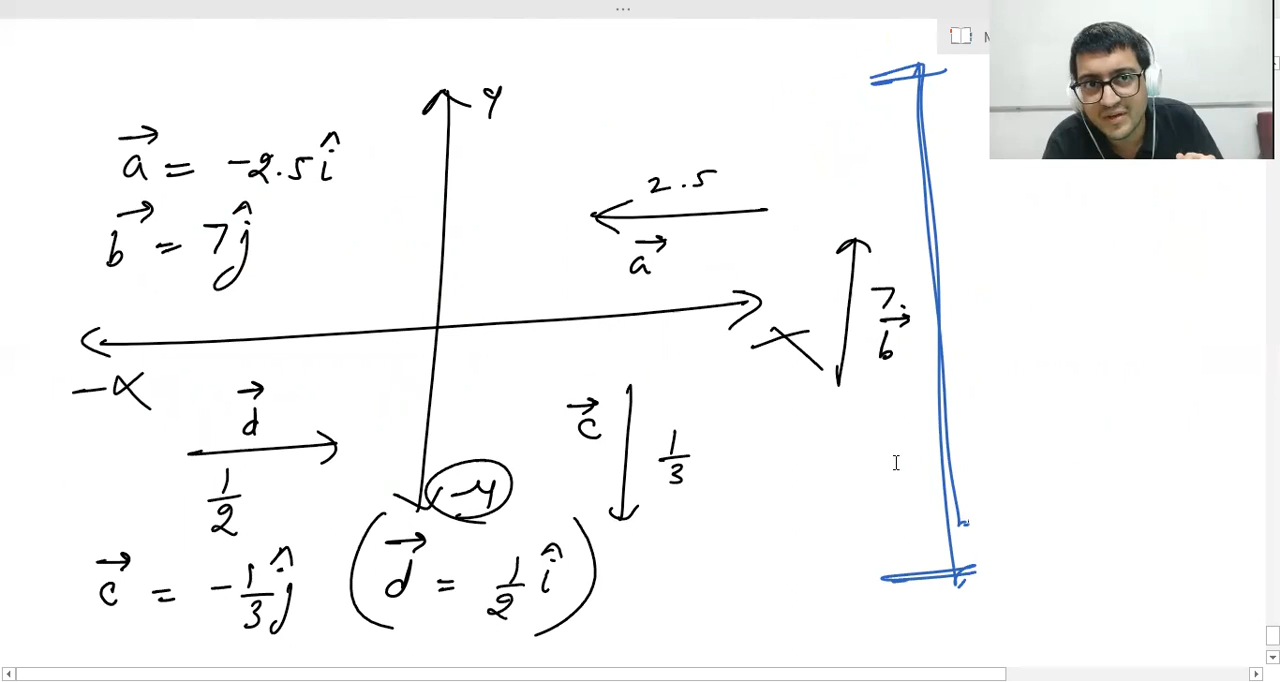 y
a⃗ = -2.5 î
2.5
a⃗
b⃗ = 7 ĵ
7
b⃗
x
-x
d⃗
1/2
c⃗
1/3
-y
c⃗ = -1/3 ĵ
(d⃗ = 1/2 î)